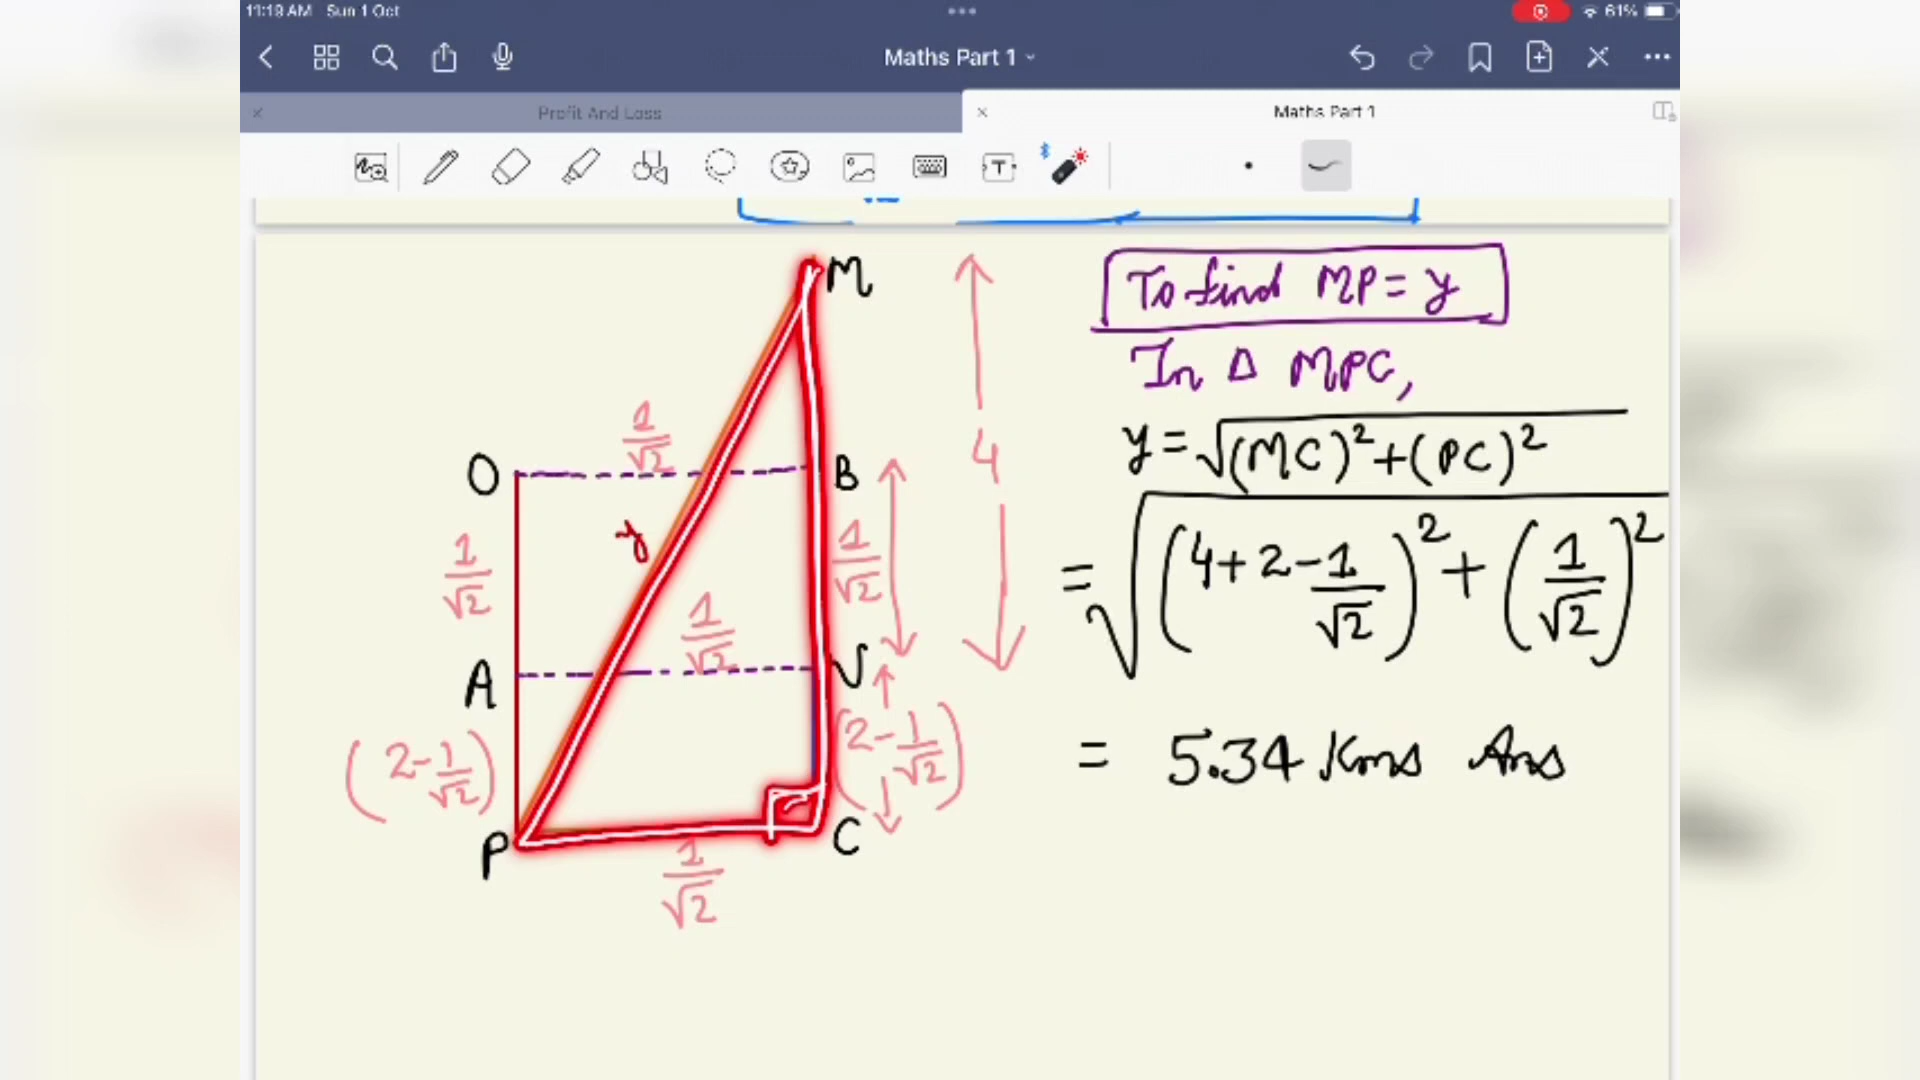 11:19 AM Sun 1 Oct
61%
Maths Part 1
Profit And Loss
Maths Part 1
T
M
4
O
1/√2
B
1/√2
y
1/√2
1/√2
A
V
(2-1/√2)
(2-1/√2)
P
C
1/√2
To find MP = y
In Δ MPC,
y = √(MC)²+(PC)²
= √(4+2-1/√2)² + (1/√2)²
= 5.34 Kms Ans